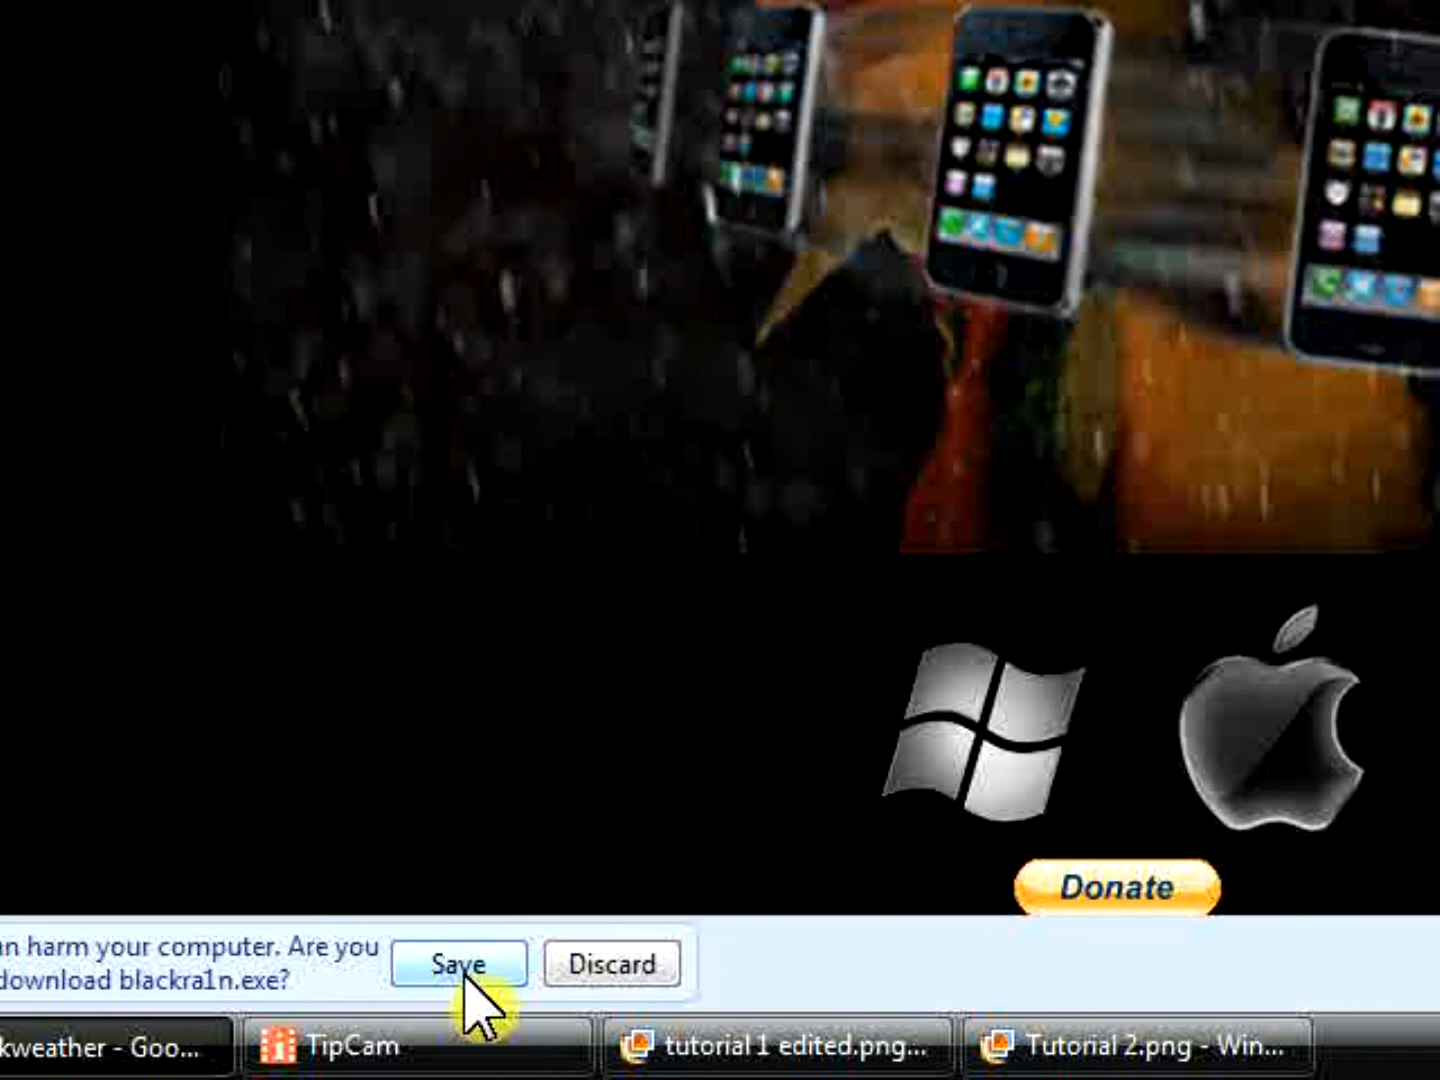 Donate
n harm your computer. Are you
download blackra1n.exe?
Save
Discard
kweather - Goo...
TipCam
tutorial 1 edited.png...
Tutorial 2.png - Win...